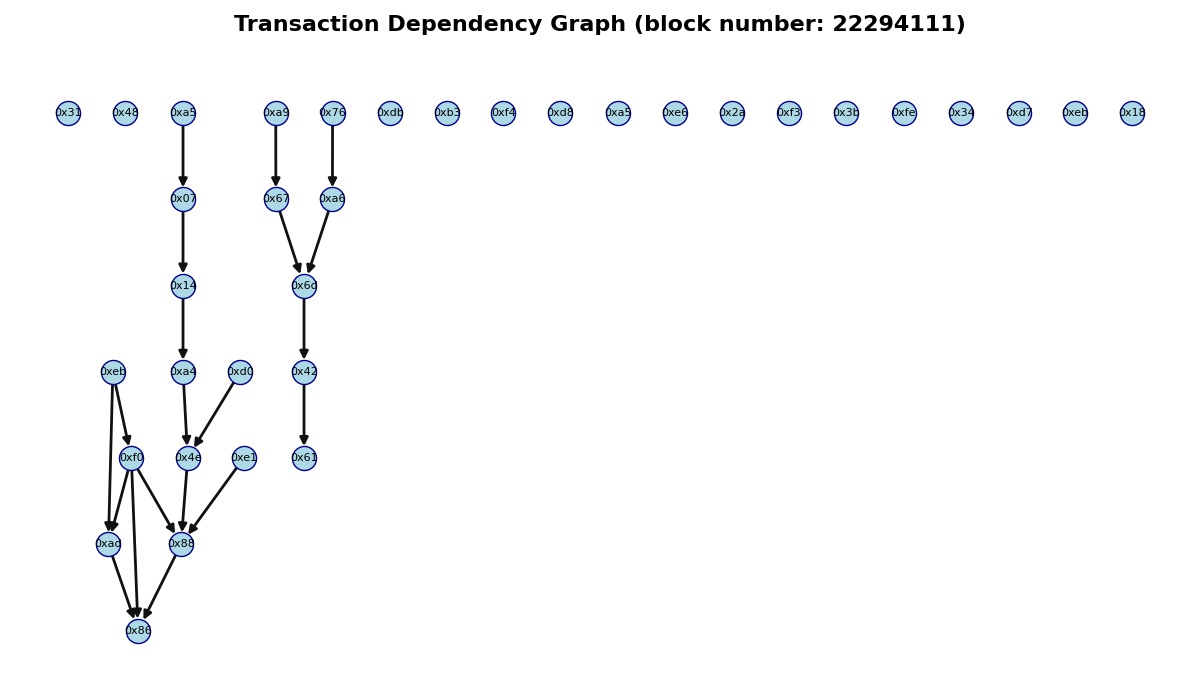 Transaction Dependency Graph (block number: 22294111)
0x31 0x48 0xa5 0xa9 0x76 0xdb 0xb3 0xf4 0xd8 0xa5 0xe6 0x2a 0xf3 0x3b 0xfe 0x34 0xd7 0xeb 0x18
0x07 0x67 0xa6
0x14 0x6d
0xeb 0xa4 0xd0 0x42
0xf0 0x4e 0xe1 0x61
0xad 0x88
0x86